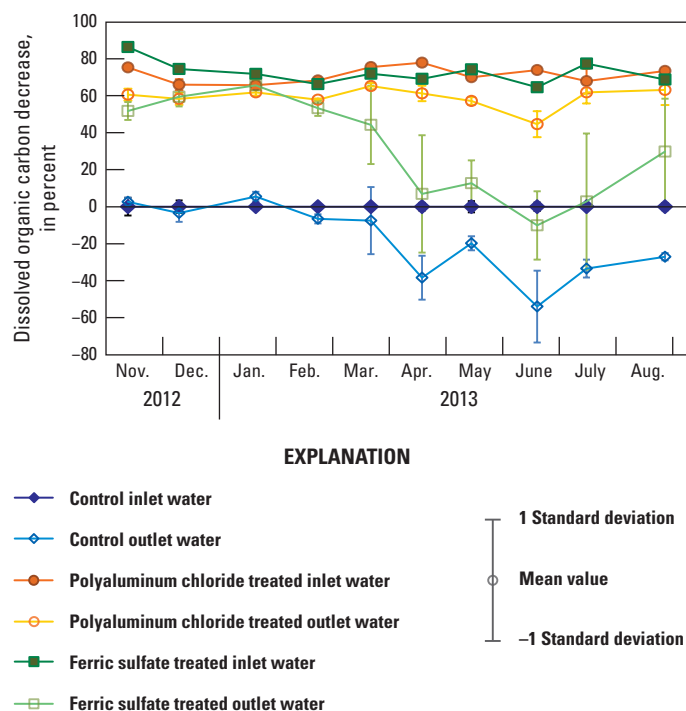 Dissolved organic carbon decrease,
in percent
100
80
60
40
20
0
−20
−40
−60
−80
Nov. Dec. Jan. Feb. Mar. Apr. May June July Aug.
2012 2013
EXPLANATION
Control inlet water
Control outlet water
Polyaluminum chloride treated inlet water
Polyaluminum chloride treated outlet water
Ferric sulfate treated inlet water
Ferric sulfate treated outlet water
1 Standard deviation
Mean value
−1 Standard deviation